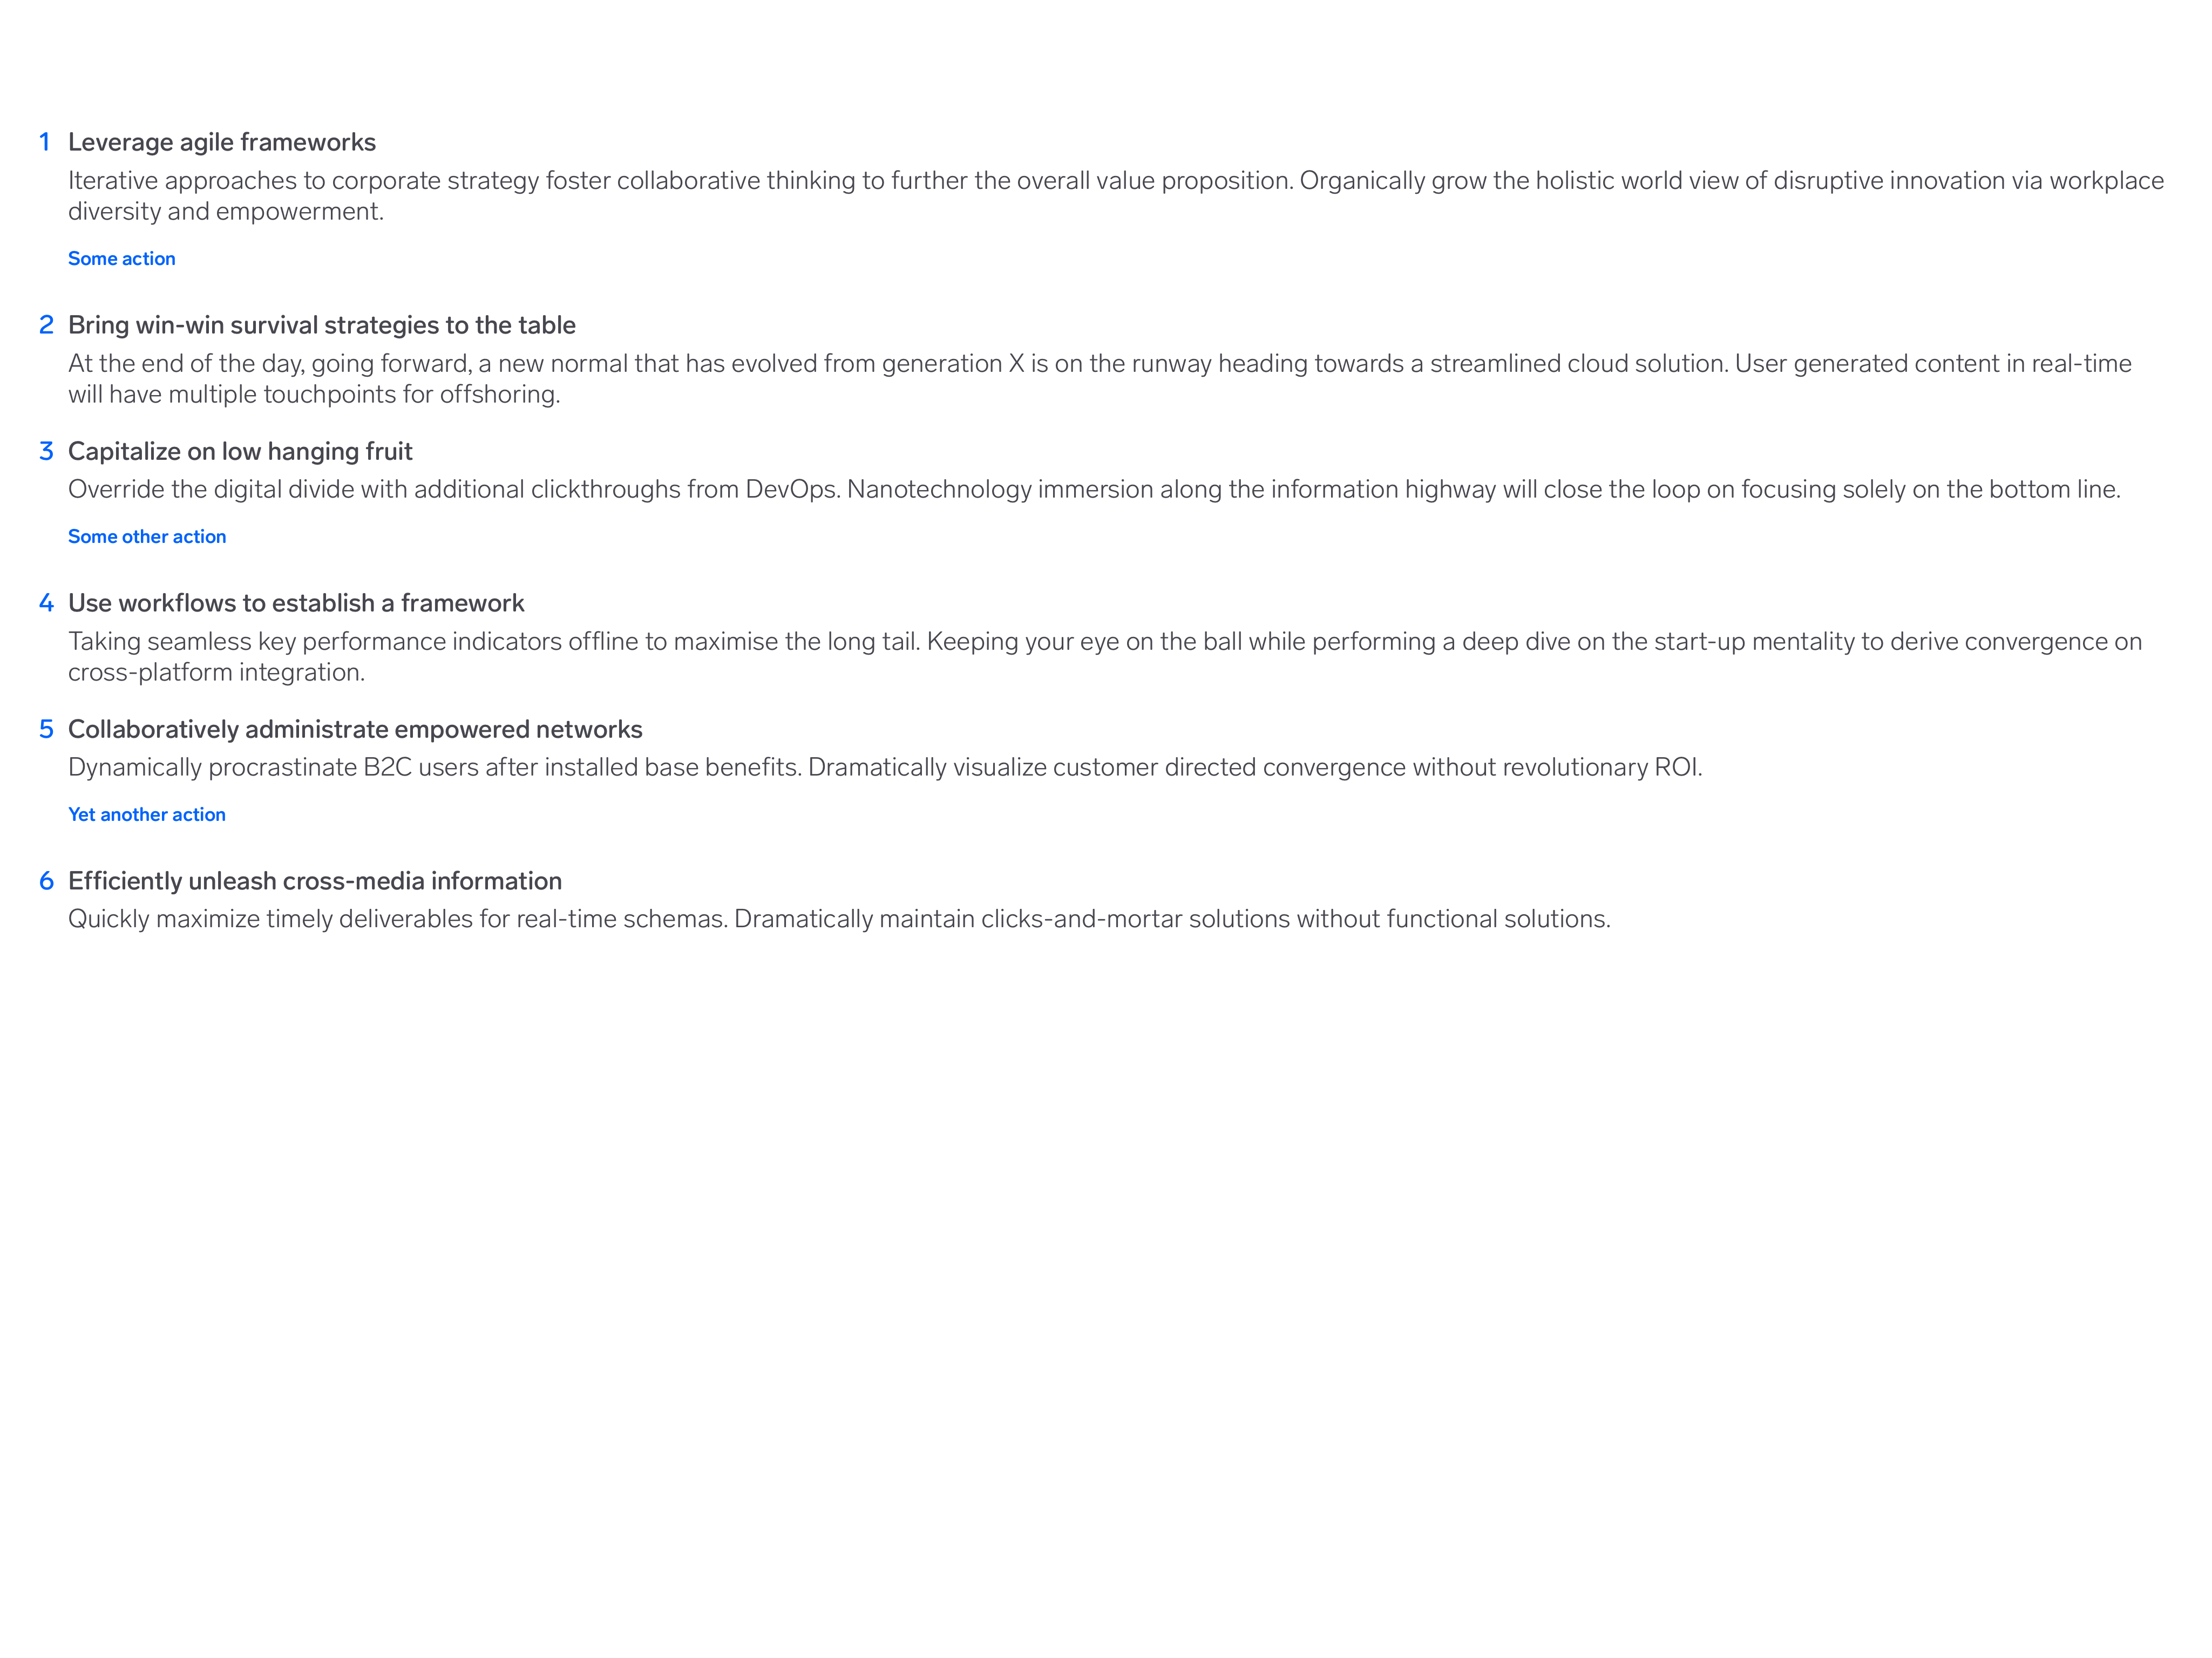 1 Leverage agile frameworks
Iterative approaches to corporate strategy foster collaborative thinking to further the overall value proposition. Organically grow the holistic world view of disruptive innovation via workplace
diversity and empowerment.
Some action
2 Bring win-win survival strategies to the table
At the end of the day, going forward, a new normal that has evolved from generation X is on the runway heading towards a streamlined cloud solution. User generated content in real-time
will have multiple touchpoints for offshoring.
3 Capitalize on low hanging fruit
Override the digital divide with additional clickthroughs from DevOps. Nanotechnology immersion along the information highway will close the loop on focusing solely on the bottom line.
Some other action
4 Use workflows to establish a framework
Taking seamless key performance indicators offline to maximise the long tail. Keeping your eye on the ball while performing a deep dive on the start-up mentality to derive convergence on
cross-platform integration.
5 Collaboratively administrate empowered networks
Dynamically procrastinate B2C users after installed base benefits. Dramatically visualize customer directed convergence without revolutionary ROI.
Yet another action
6 Efficiently unleash cross-media information
Quickly maximize timely deliverables for real-time schemas. Dramatically maintain clicks-and-mortar solutions without functional solutions.